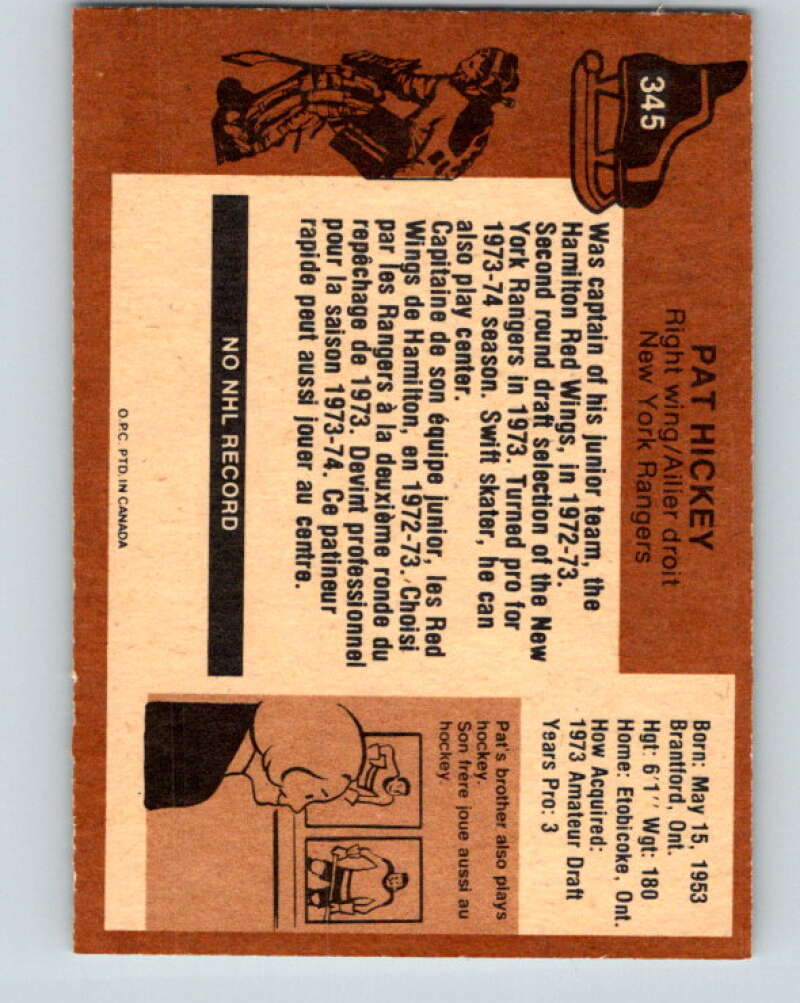 345
PAT HICKEY
Right wing/Ailier droit
New York Rangers
Born: May 15, 1953
Brantford, Ont.
Hgt: 6'1'' Wgt: 180
Home: Etobicoke, Ont.
How Acquired:
1973 Amateur Draft
Years Pro: 3
Was captain of his junior team, the
Hamilton Red Wings, in 1972-73.
Second round draft selection of the New
York Rangers in 1973. Turned pro for
1973-74 season. Swift skater, he can
also play center.
Capitaine de son équipe junior, les Red
Wings de Hamilton, en 1972-73. Choisi
par les Rangers à la deuxième ronde du
repêchage de 1973. Devint professionnel
pour la saison 1973-74. Ce patineur
rapide peut aussi jouer au centre.
NO NHL RECORD
Pat's brother also plays
hockey.
Son frère joue aussi au
hockey.
O.P.C. PTD. IN CANADA